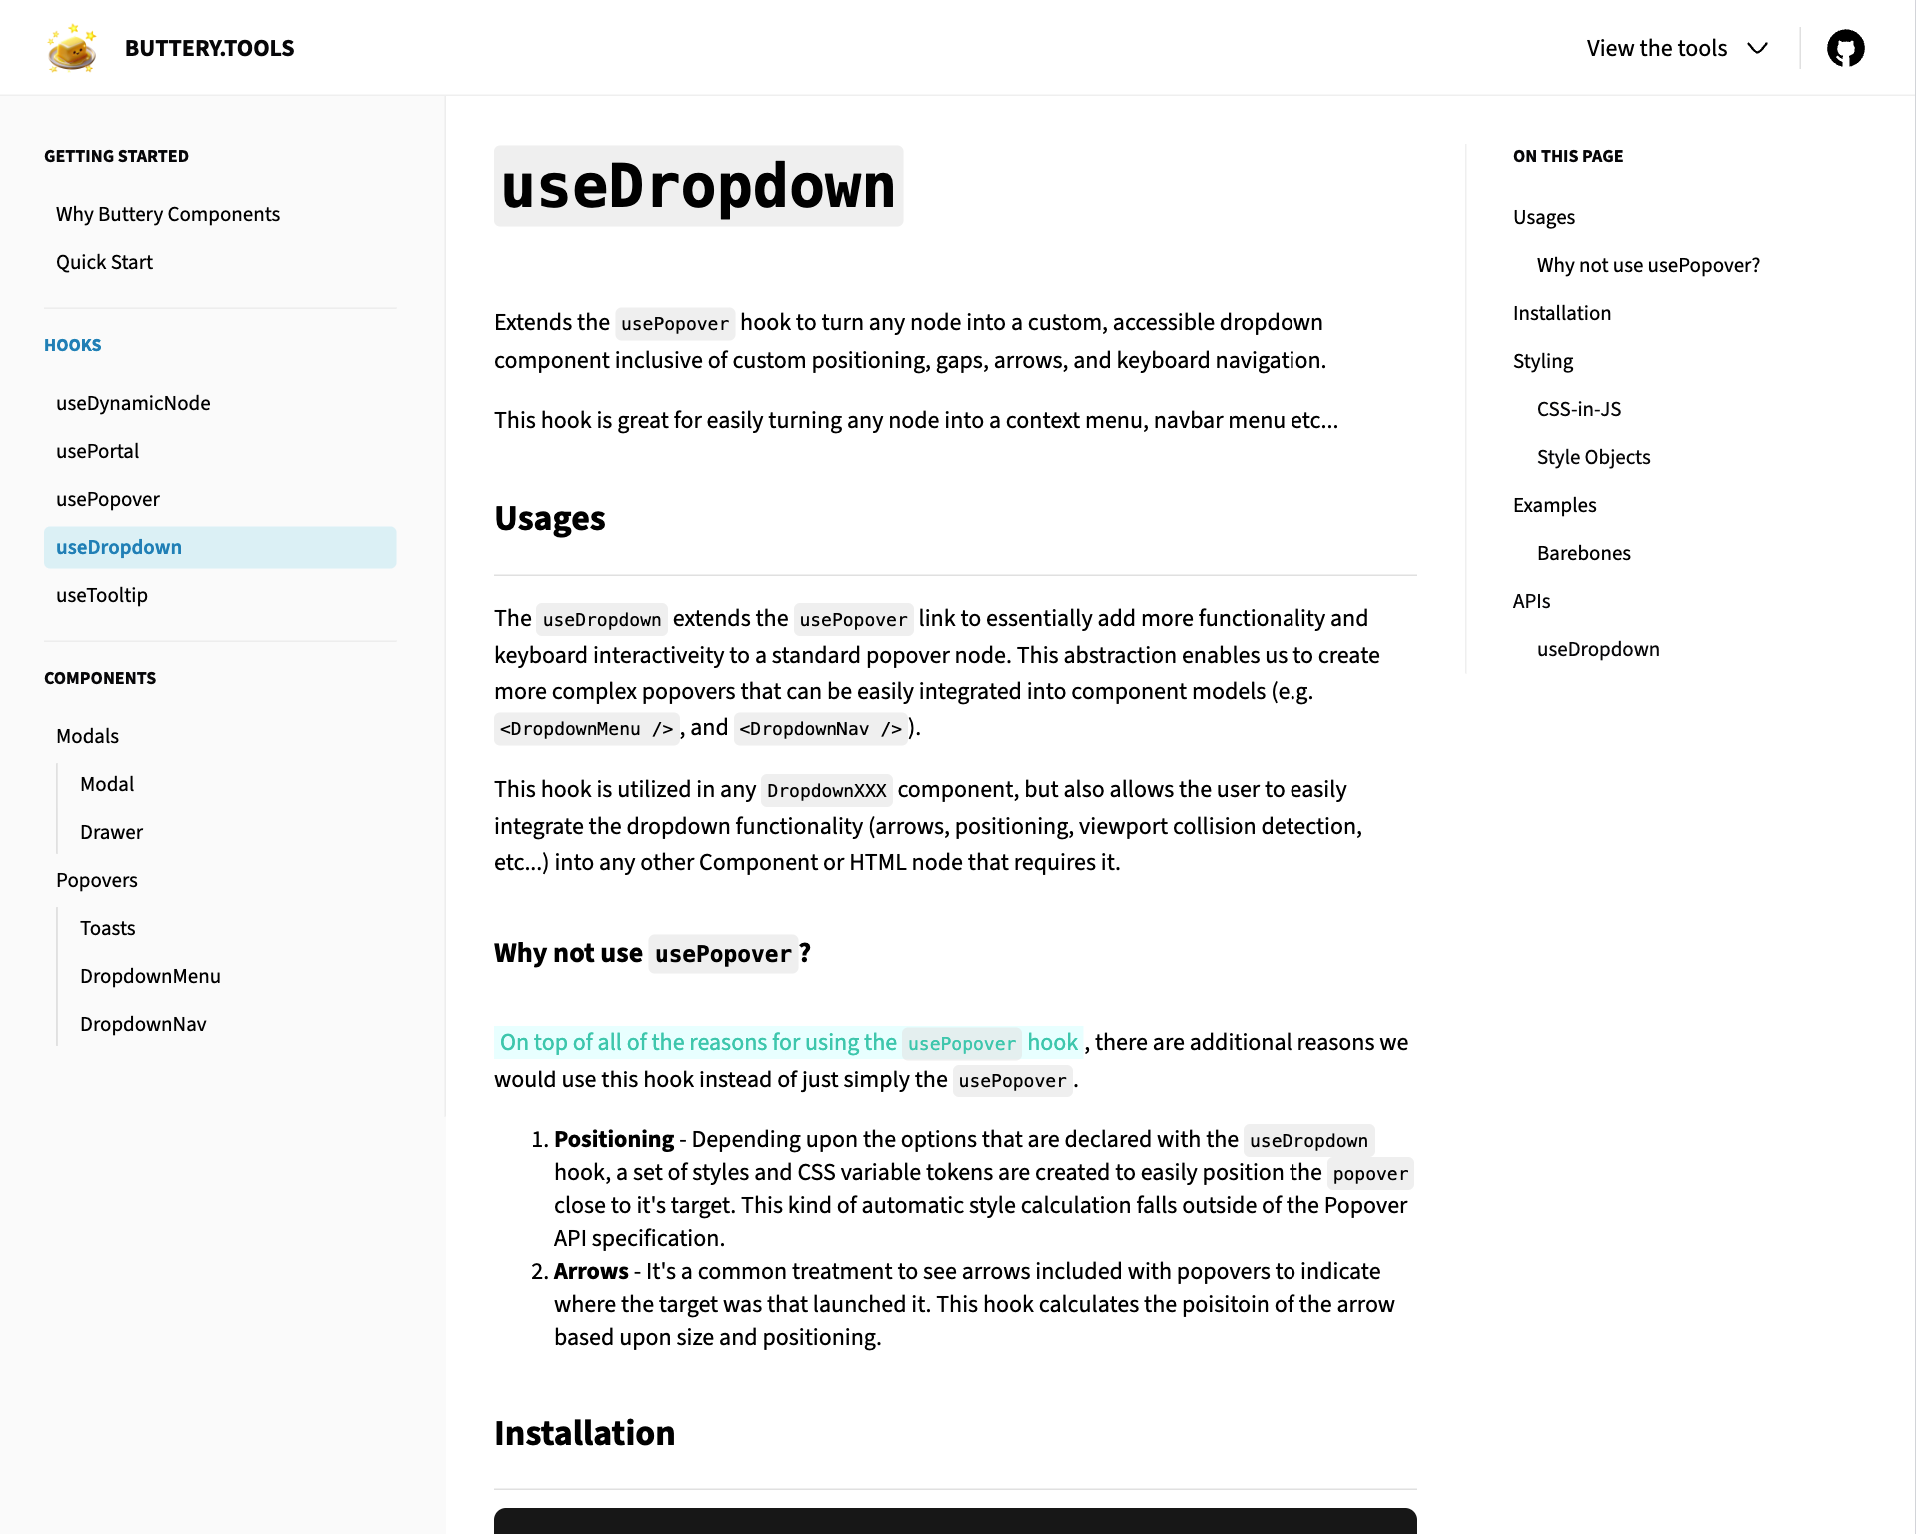 BUTTERY.TOOLS
View the tools
GETTING STARTED
Why Buttery Components
Quick Start
HOOKS
useDynamicNode
usePortal
usePopover
useDropdown
useTooltip
COMPONENTS
Modals
Modal
Drawer
Popovers
Toasts
DropdownMenu
DropdownNav
useDropdown
Extends the usePopover hook to turn any node into a custom, accessible dropdown
component inclusive of custom positioning, gaps, arrows, and keyboard navigation.
This hook is great for easily turning any node into a context menu, navbar menu etc...
Usages
The useDropdown extends the usePopover link to essentially add more functionality and
keyboard interactiveity to a standard popover node. This abstraction enables us to create
more complex popovers that can be easily integrated into component models (e.g.
<DropdownMenu />, and <DropdownNav />).
This hook is utilized in any DropdownXXX component, but also allows the user to easily
integrate the dropdown functionality (arrows, positioning, viewport collision detection,
etc...) into any other Component or HTML node that requires it.
Why not use usePopover?
On top of all of the reasons for using the usePopover hook, there are additional reasons we
would use this hook instead of just simply the usePopover.
1. Positioning - Depending upon the options that are declared with the useDropdown
hook, a set of styles and CSS variable tokens are created to easily position the popover
close to it's target. This kind of automatic style calculation falls outside of the Popover
API specification.
2. Arrows - It's a common treatment to see arrows included with popovers to indicate
where the target was that launched it. This hook calculates the poisitoin of the arrow
based upon size and positioning.
Installation
ON THIS PAGE
Usages
Why not use usePopover?
Installation
Styling
CSS-in-JS
Style Objects
Examples
Barebones
APIs
useDropdown